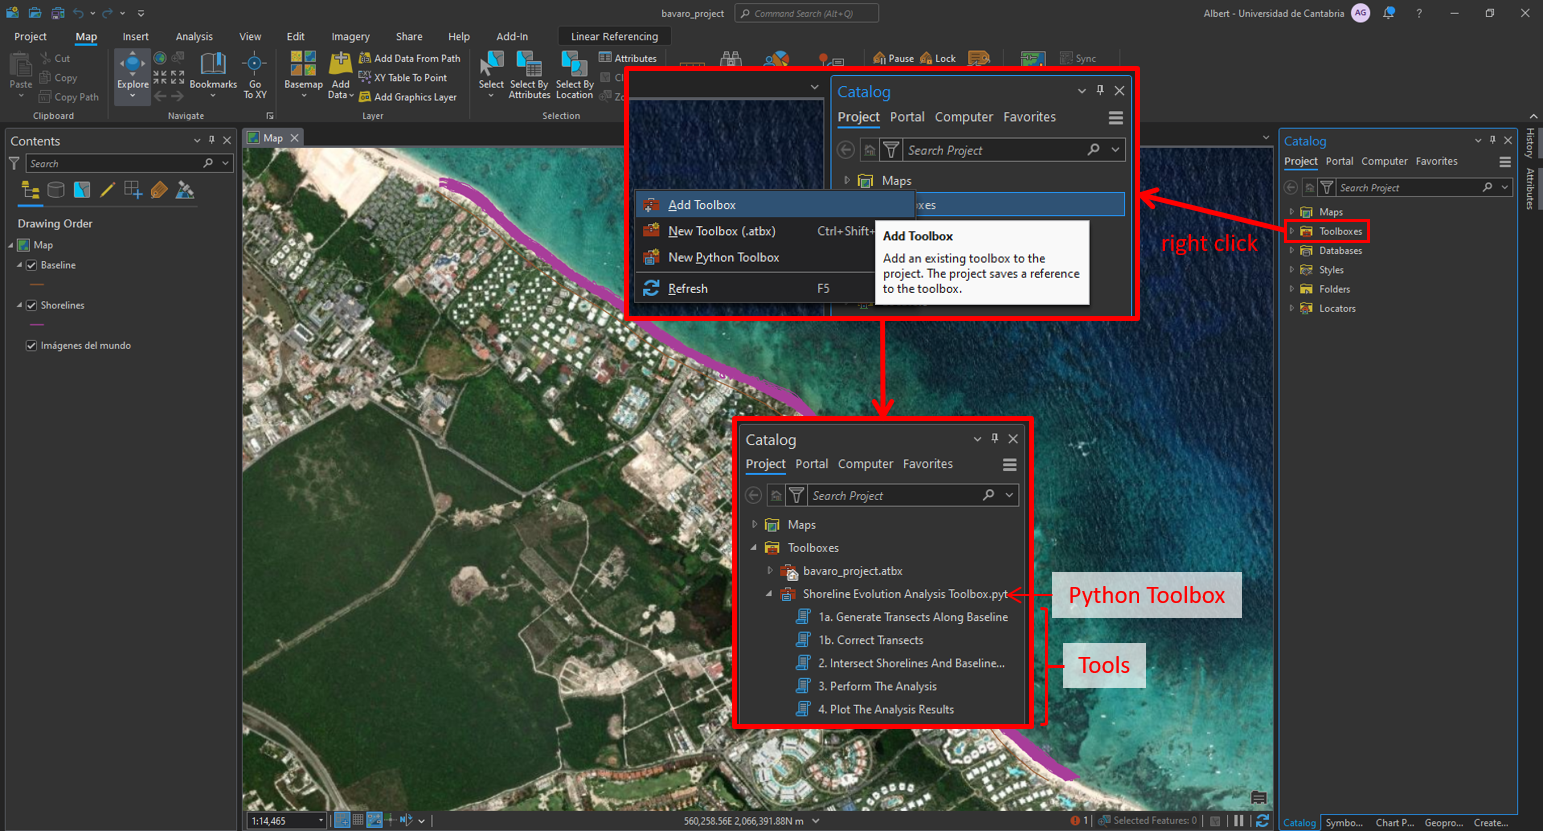 bavaro_project
Command Search (Alt+Q)
Albert - Universidad de Cantabria
AG
?
Project
Map
Insert
Analysis
View
Edit
Imagery
Share
Help
Add-In
Linear Referencing
Paste
Cut
Copy
Copy Path
Clipboard
Explore
Bookmarks
Go
To XY
Navigate
Basemap
Add
Data
Add Data From Path
XY Table To Point
Add Graphics Layer
Layer
Select
Select By
Attributes
Select By
Location
Attributes
Selection
Pause
Lock
Sync
Contents
Search
Drawing Order
Map
Baseline
Shorelines
Imágenes del mundo
Map
Catalog
Project
Portal
Computer
Favorites
Search Project
Maps
Add Toolbox
New Toolbox (.atbx)
Ctrl+Shift+
New Python Toolbox
Refresh
F5
Add Toolbox
Add an existing toolbox to the
project. The project saves a reference
to the toolbox.
right click
Catalog
Project
Portal
Computer
Favorites
Search Project
Maps
Toolboxes
Databases
Styles
Folders
Locators
History
Attributes
Catalog
Project
Portal
Computer
Favorites
Search Project
Maps
Toolboxes
bavaro_project.atbx
Shoreline Evolution Analysis Toolbox.pyt
1a. Generate Transects Along Baseline
1b. Correct Transects
2. Intersect Shorelines And Baseline...
3. Perform The Analysis
4. Plot The Analysis Results
Python Toolbox
Tools
1:14,465
560,258.56E 2,066,391.88N m
1
Selected Features: 0
Catalog
Symbo...
Chart P...
Geopro...
Create...